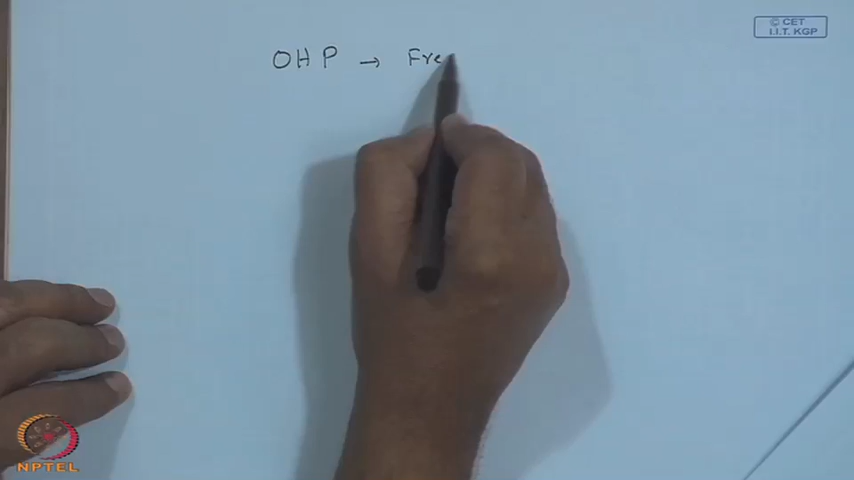 © CET
I.I.T. KGP
OHP → Fre
NPTEL